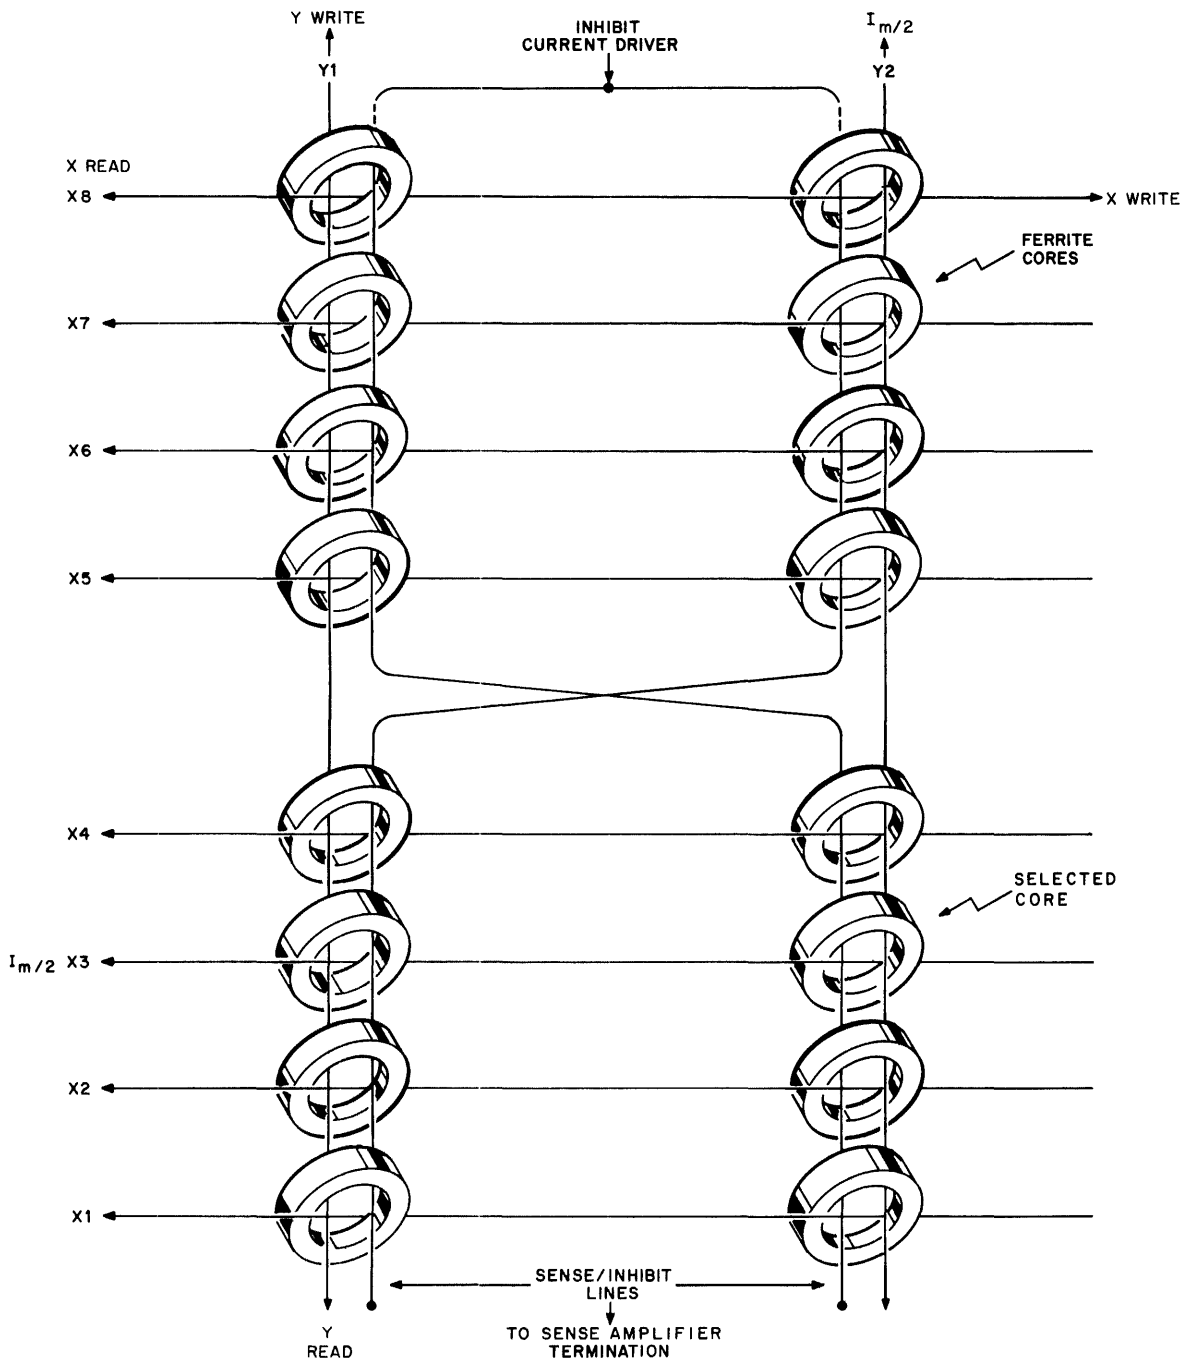 Y WRITE
Y1
INHIBIT
CURRENT DRIVER
Im/2
Y2
X READ
X8
X WRITE
FERRITE
CORES
X7
X6
X5
X4
SELECTED
CORE
Im/2 X3
X2
X1
SENSE/INHIBIT
LINES
Y
READ
TO SENSE AMPLIFIER
TERMINATION